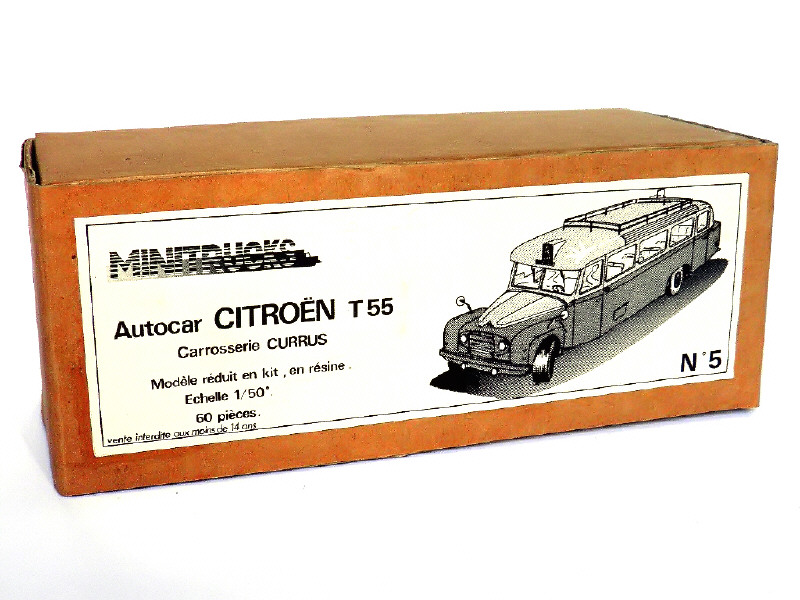 MINITRUCKS
Autocar CITROËN T55
Carrosserie CURRUS
Modèle réduit en kit, en résine.
Echelle 1/50°.
60 pièces.
vente interdite aux moins de 14 ans
N°5